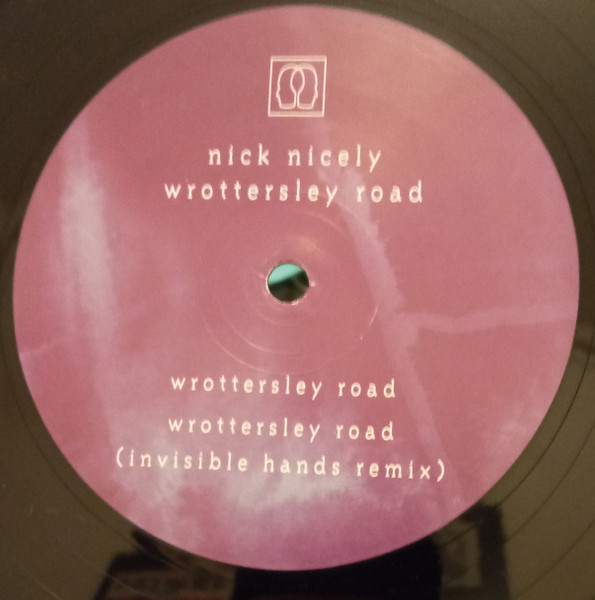 nick nicely
wrottersley road
wrottersley road
wrottersley road
(invisible hands remix)